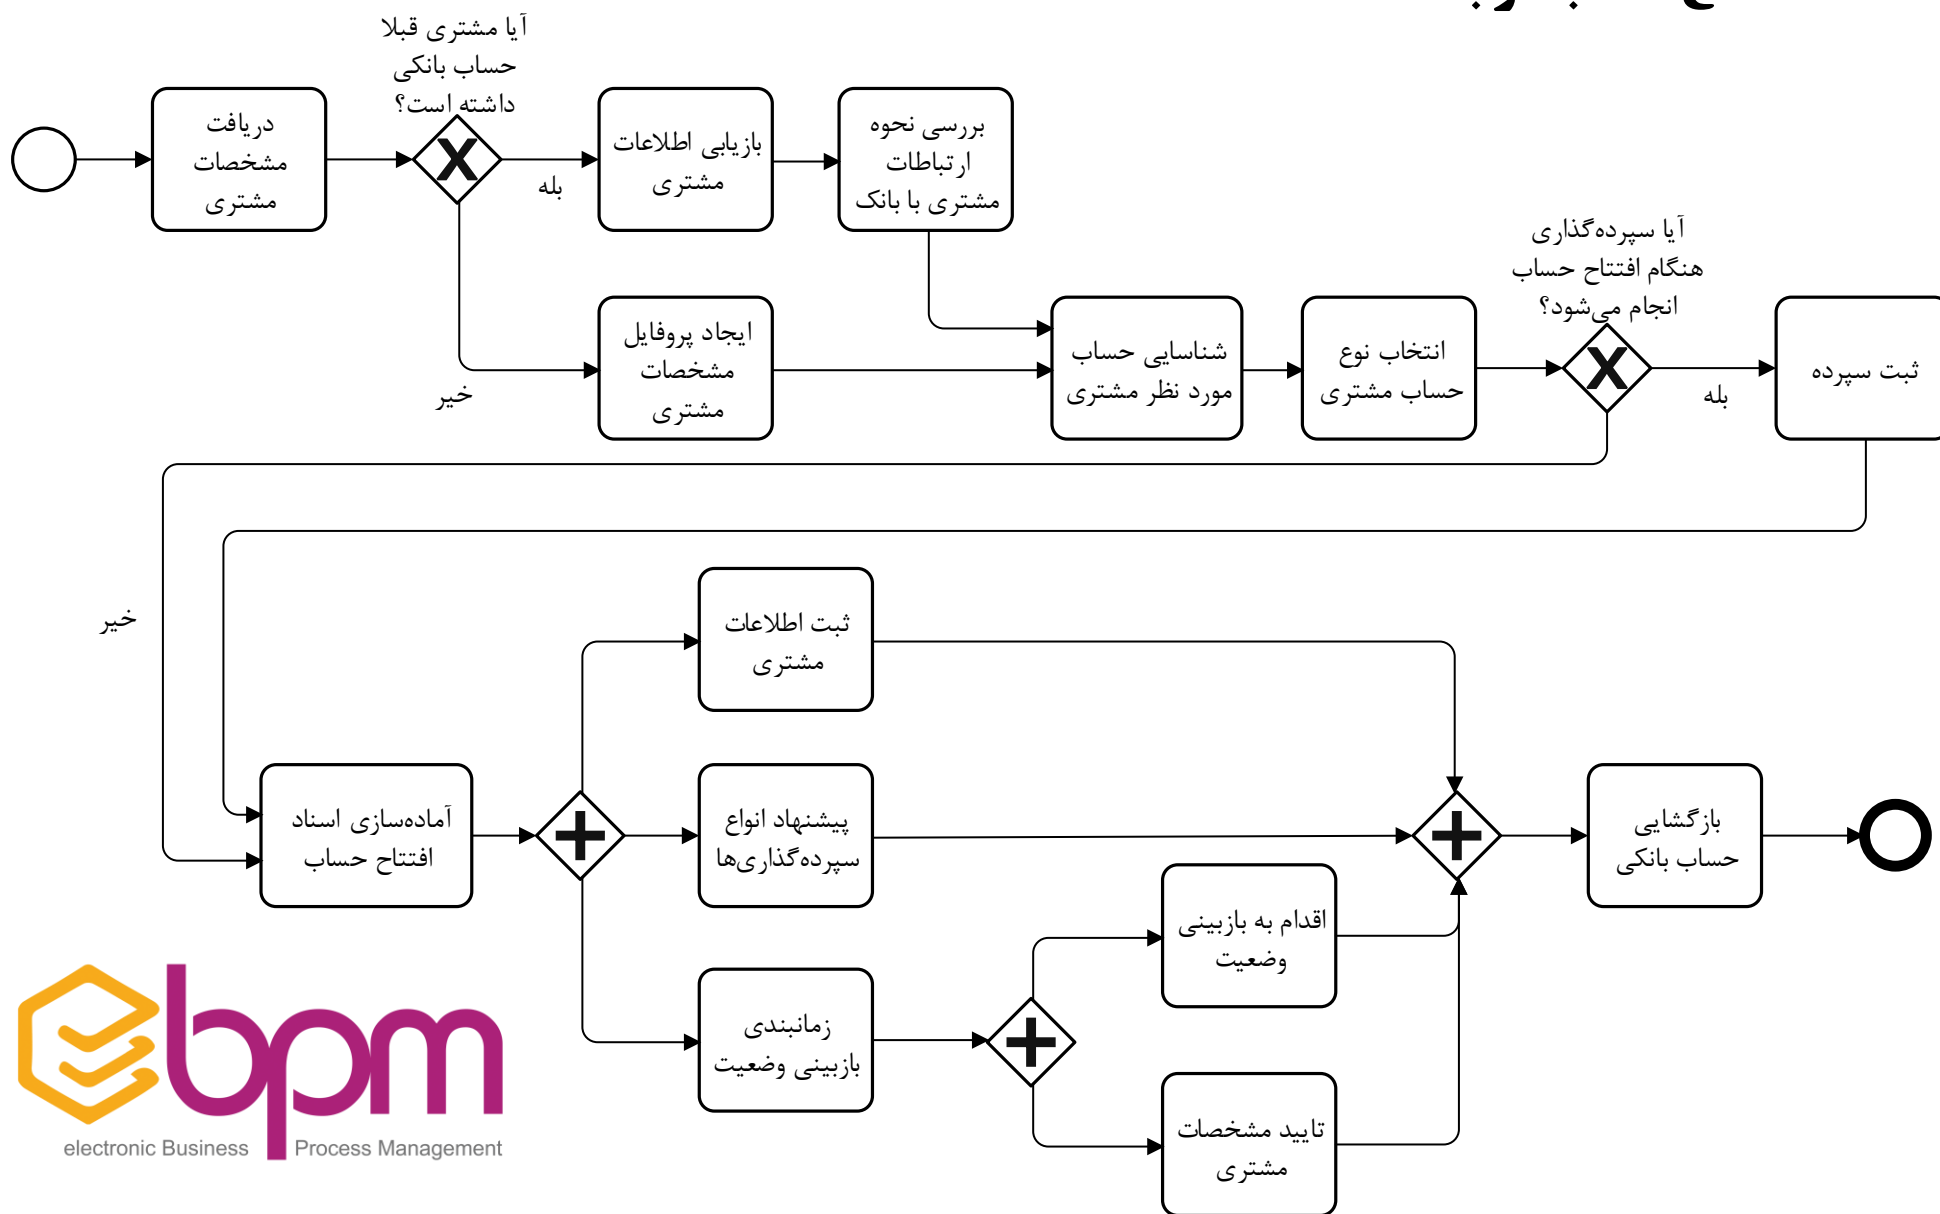 آیا مشتری قبلا
حساب بانکی
داشته است؟
دریافت
مشخصات
مشتری
بله
بازیابی اطلاعات
مشتری
بررسی نحوه
ارتباطات
مشتری با بانک
خیر
ایجاد پروفایل
مشخصات
مشتری
شناسایی حساب
مورد نظر مشتری
انتخاب نوع
حساب مشتری
آیا سپرده‌گذاری
هنگام افتتاح حساب
انجام می‌شود؟
بله
ثبت سپرده
خیر
آماده‌سازی اسناد
افتتاح حساب
ثبت اطلاعات
مشتری
پیشنهاد انواع
سپرده‌گذاری‌ها
زمانبندی
بازبینی وضعیت
اقدام به بازبینی
وضعیت
تایید مشخصات
مشتری
بازگشایی
حساب بانکی
bpm
electronic Business Process Management